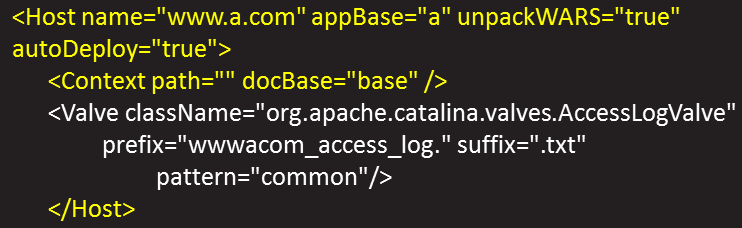 <Host name="www.a.com" appBase="a" unpackWARS="true"
autoDeploy="true">
<Context path="" docBase="base" />
<Valve className="org.apache.catalina.valves.AccessLogValve"
prefix="wwwacom_access_log." suffix=".txt"
pattern="common"/>
</Host>